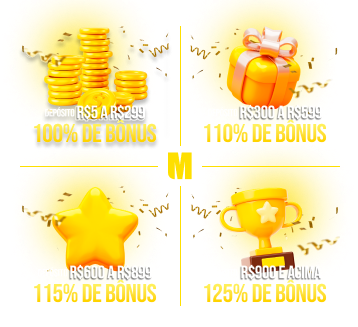 DEPÓSITO R$5 A R$299
100% DE BÔNUS
R$300 A R$599
110% DE BÔNUS
M
R$600 A R$899
115% DE BÔNUS
R$900 E ACIMA
125% DE BÔNUS